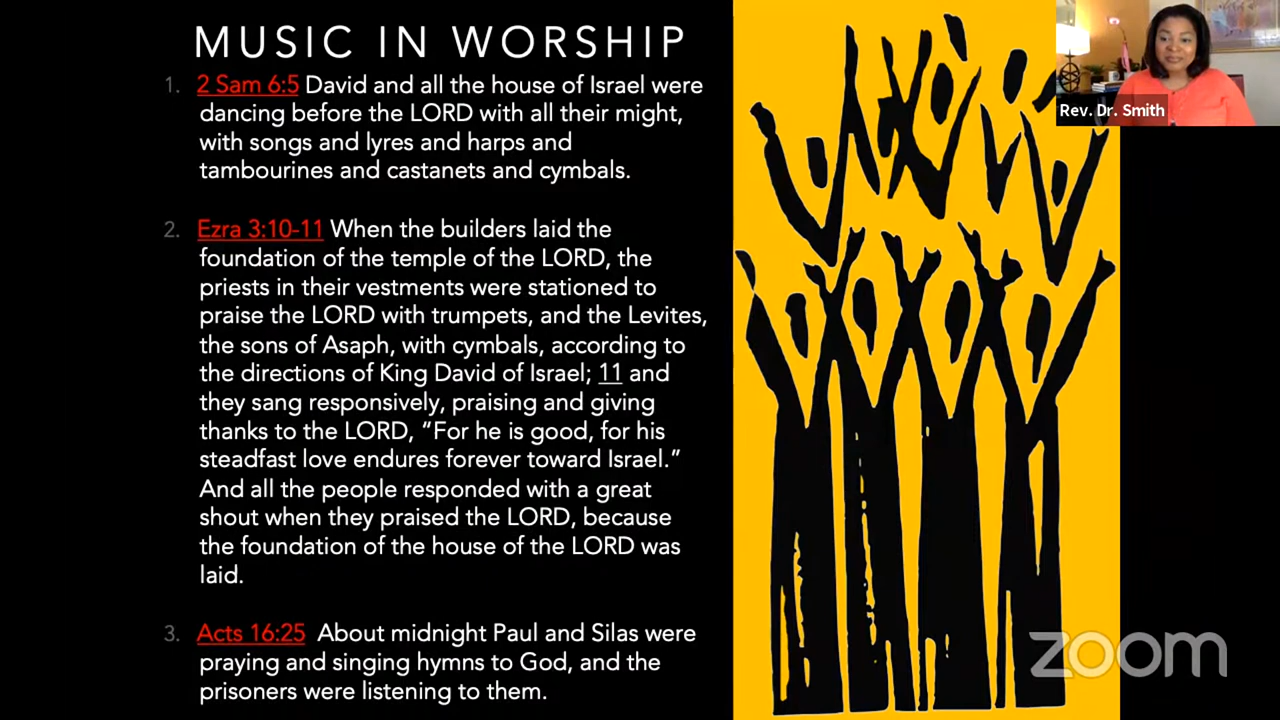 MUSIC IN WORSHIP
1. 2 Sam 6:5 David and all the house of Israel were
dancing before the LORD with all their might,
with songs and lyres and harps and
tambourines and castanets and cymbals.
2. Ezra 3:10-11 When the builders laid the
foundation of the temple of the LORD, the
priests in their vestments were stationed to
praise the LORD with trumpets, and the Levites,
the sons of Asaph, with cymbals, according to
the directions of King David of Israel; 11 and
they sang responsively, praising and giving
thanks to the LORD, “For he is good, for his
steadfast love endures forever toward Israel.”
And all the people responded with a great
shout when they praised the LORD, because
the foundation of the house of the LORD was
laid.
3. Acts 16:25 About midnight Paul and Silas were
praying and singing hymns to God, and the
prisoners were listening to them.
Rev. Dr. Smith
zoom